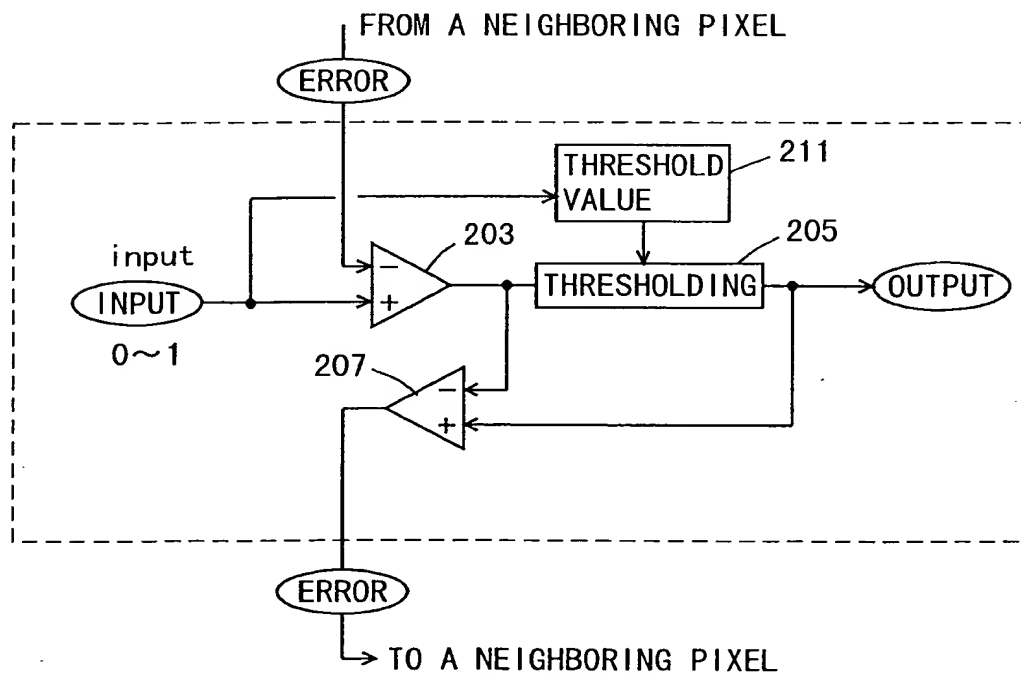 FROM A NEIGHBORING PIXEL
ERROR
THRESHOLD
VALUE
211
203
205
input
INPUT
0～1
−
+
THRESHOLDING
OUTPUT
207
−
+
ERROR
TO A NEIGHBORING PIXEL